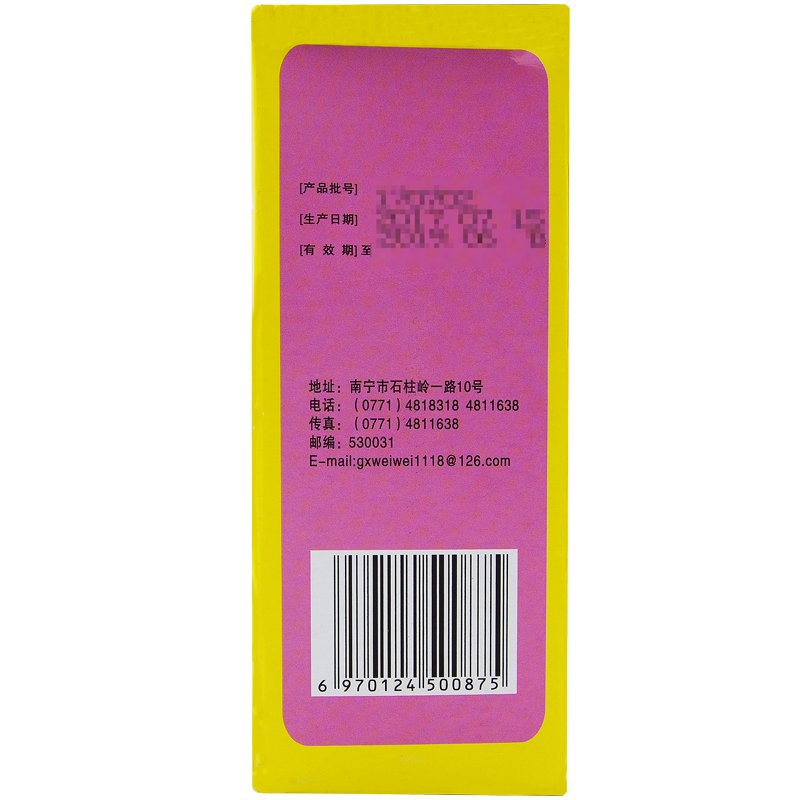 [产品批号]
[生产日期]
[有 效 期] 至
地址：南宁市石柱岭一路10号
电话：（0771）4818318 4811638
传真：（0771）4811638
邮编：530031
E-mail:gxweiwei1118@126.com
6 970124 500875